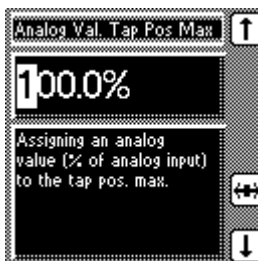 Analog Val. Tap Pos Max
100.0%
Assigning an analog
value (% of analog input)
to the tap pos. max.